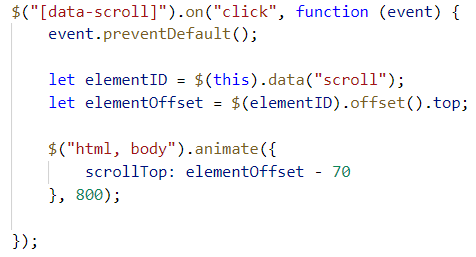 $("[data-scroll]").on("click", function (event) {
    event.preventDefault();

    let elementID = $(this).data("scroll");
    let elementOffset = $(elementID).offset().top;

    $("html, body").animate({
        scrollTop: elementOffset - 70
    }, 800);

});